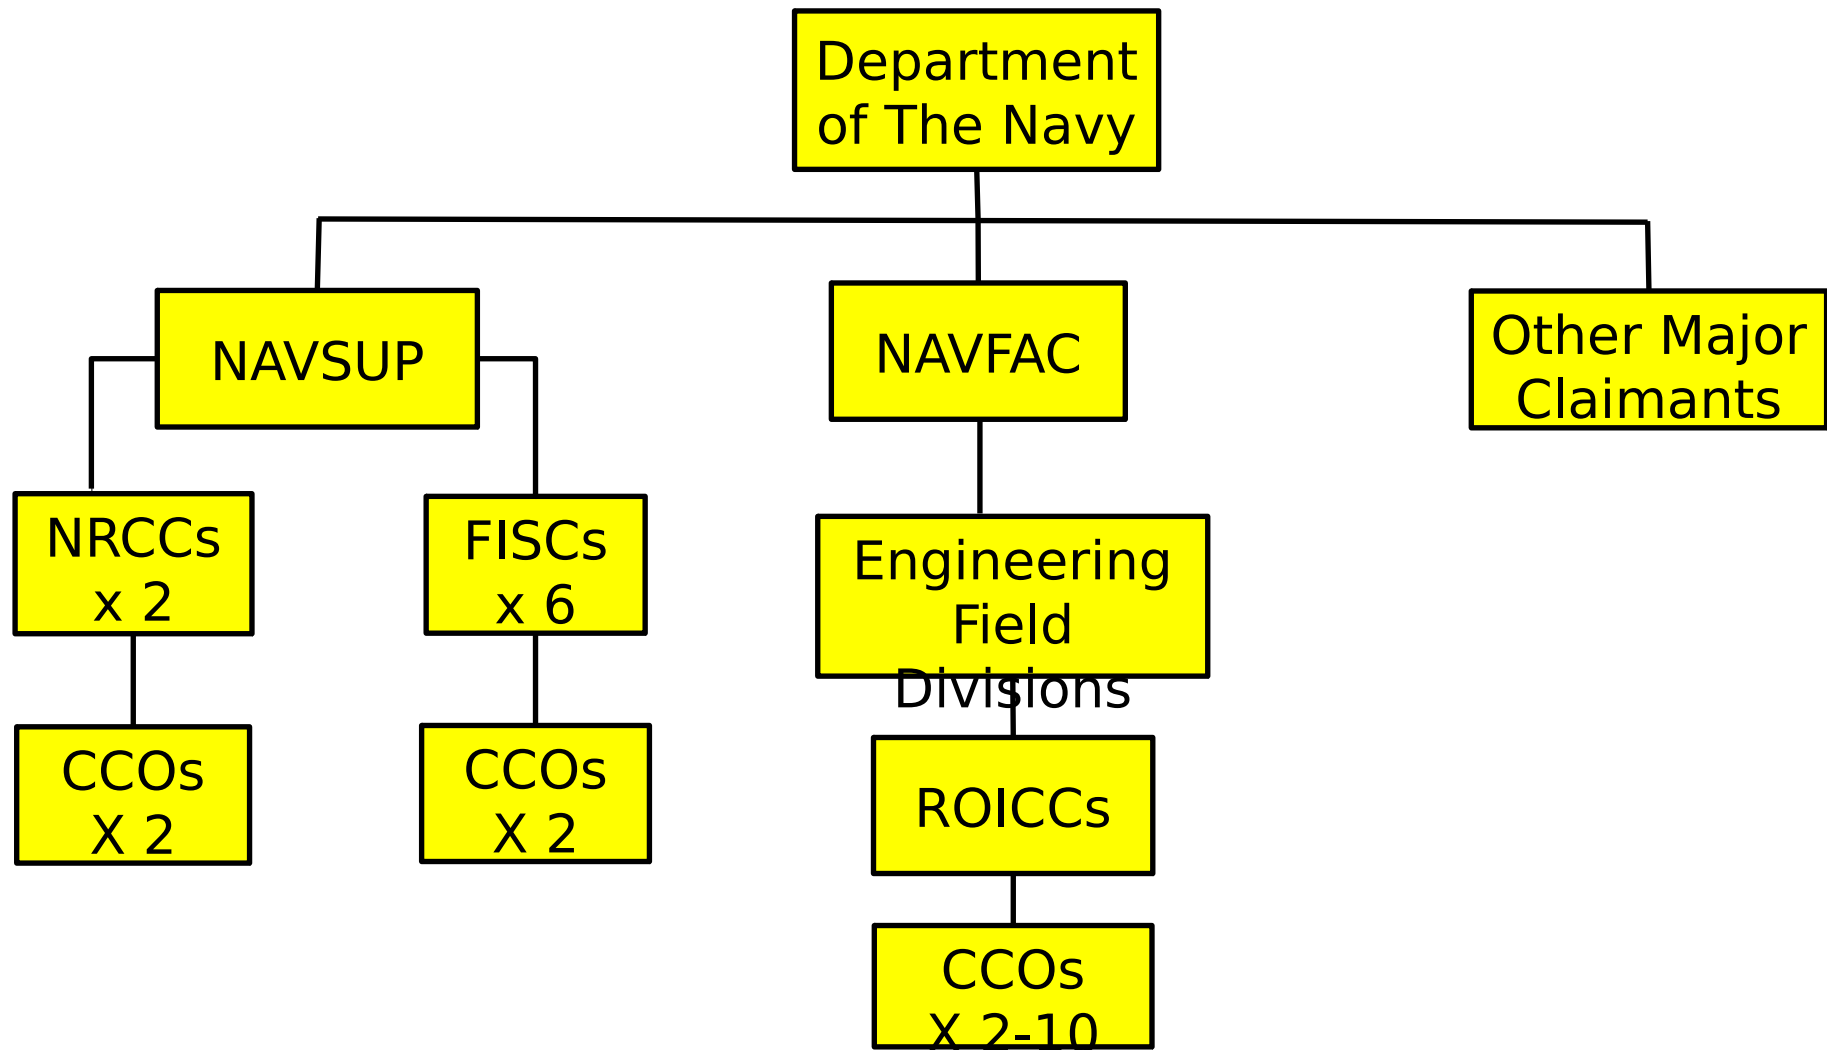 Department
of The Navy
NAVSUP
NAVFAC
Other Major
Claimants
NRCCs
x 2
FISCs
x 6
Engineering
Field
Divisions
CCOs
X 2
CCOs
X 2
ROICCs
CCOs
X 2-10